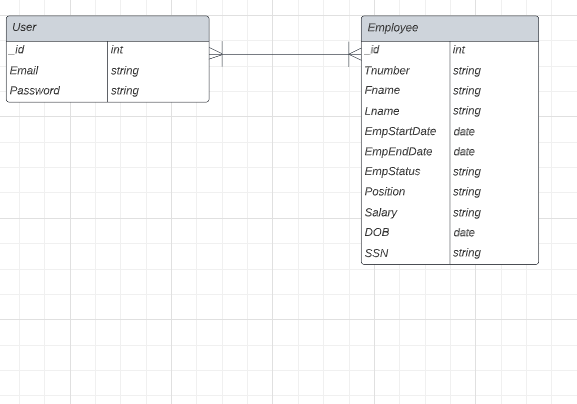 User
_id int
Email string
Password string
Employee
_id int
Tnumber string
Fname string
Lname string
EmpStartDate date
EmpEndDate date
EmpStatus string
Position string
Salary string
DOB date
SSN string